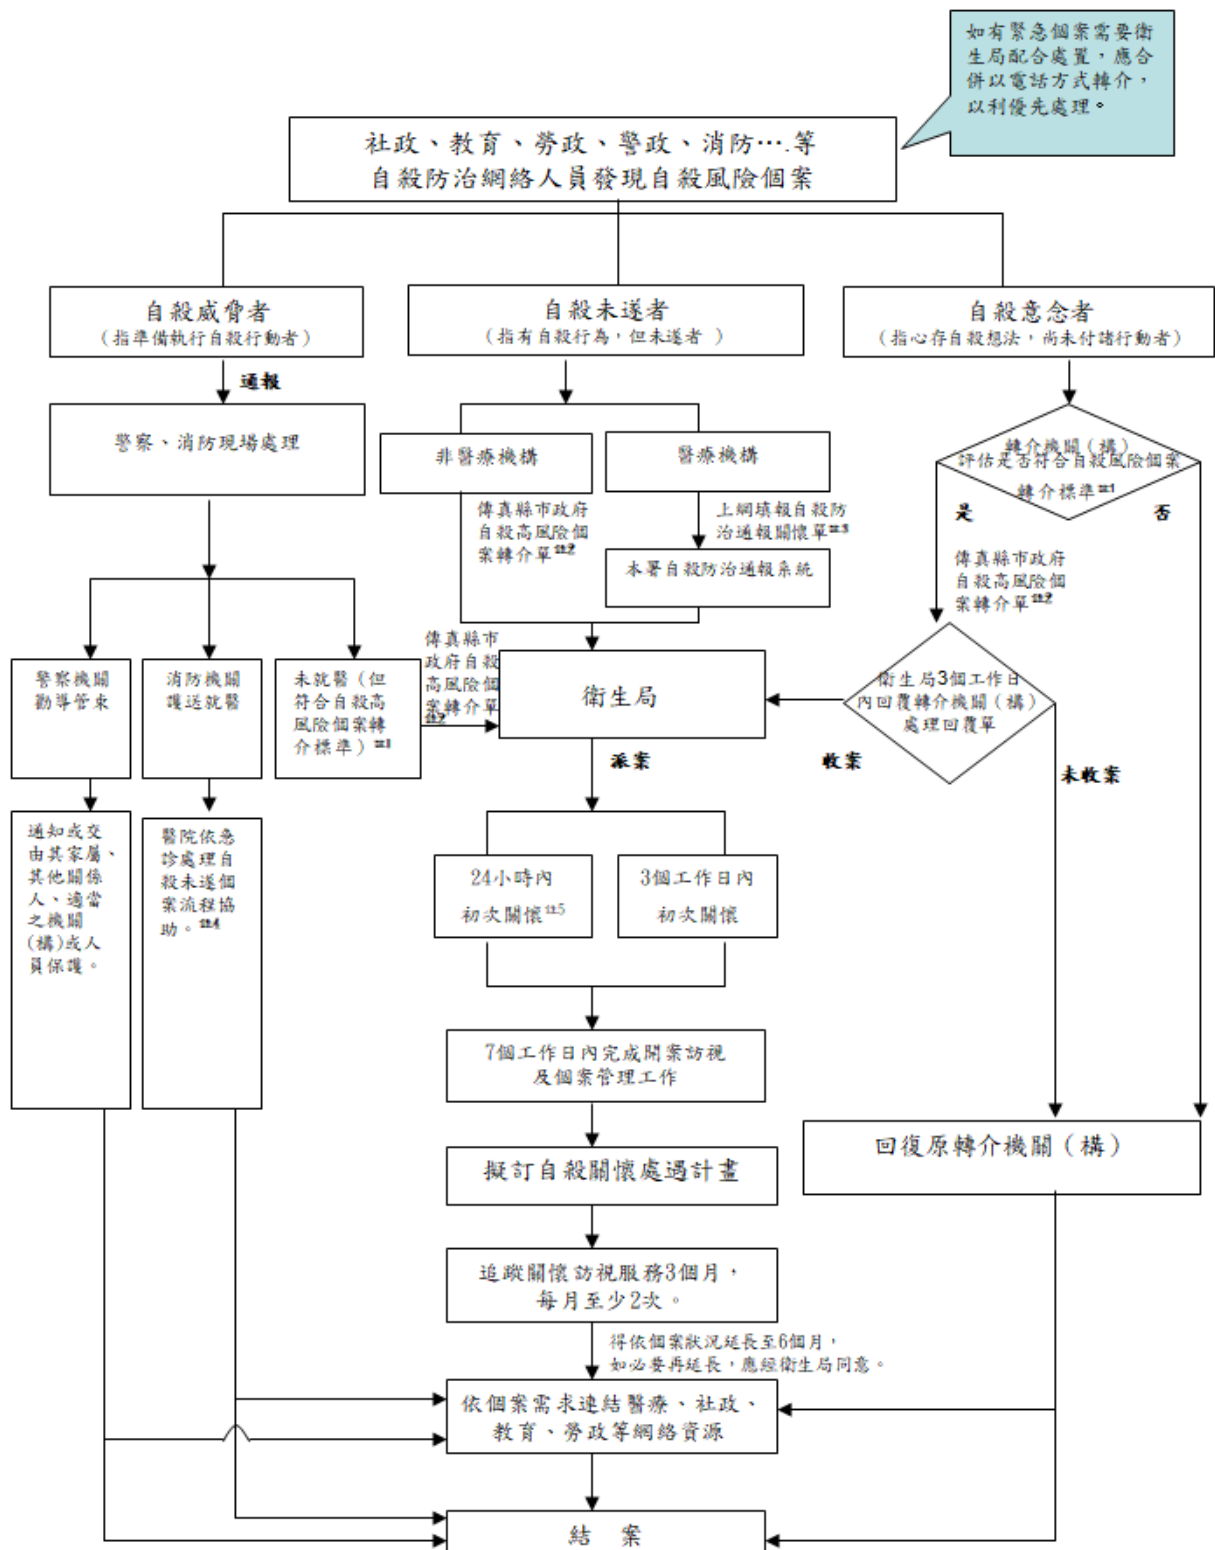 如有緊急個案需要衛
生局配合處置，應合
併以電話方式轉介，
以利優先處理。
社政、教育、勞政、警政、消防….等
自殺防治網絡人員發現自殺風險個案
自殺威脅者
（指準備執行自殺行動者）
自殺未遂者
（指有自殺行為，但未遂者 ）
自殺意念者
（指心存自殺想法，尚未付諸行動者）
通報
警察、消防現場處理
非醫療機構
醫療機構
轉介機關（構）
評估是否符合自殺風險個案
轉介標準註1
是
否
傳真縣市政府
自殺高風險個
案轉介單註2
上網填報自殺防
治通報關懷單註3
本署自殺防治通報系統
傳真縣市政府
自殺高風險個
案轉介單註2
警察機關
勸導管束
消防機關
護送就醫
未就醫（但
符合自殺高
風險個案轉
介標準）註1
傳真縣市
政府自殺
高風險個
案轉介單
註2
衛生局
衛生局3個工作日
內回覆轉介機關（構）
處理回覆單
派案
收案
未收案
通知或交
由其家屬、
其他關係
人、適當
之機關
(構)或人
員保護。
醫院依急
診處理自
殺未遂個
案流程協
助。註4
24小時內
初次關懷註5
3個工作日內
初次關懷
7個工作日內完成開案訪視
及個案管理工作
回復原轉介機關（構）
擬訂自殺關懷處遇計畫
追蹤關懷訪視服務3個月，
每月至少2次。
得依個案狀況延長至6個月，
如必要再延長，應經衛生局同意。
依個案需求連結醫療、社政、
教育、勞政等網絡資源
結 案